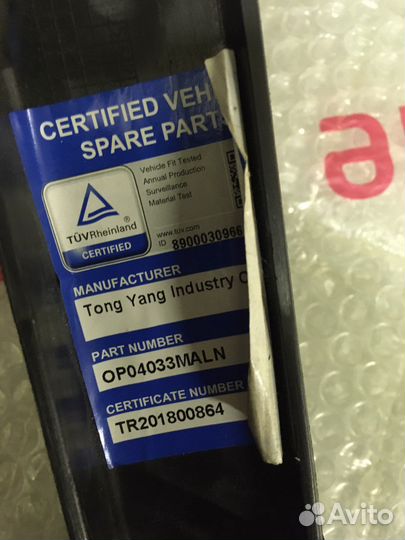 CERTIFIED VEH
SPARE PART
Vehicle Fit Tested
Annual Production
Surveillance
Material Test
TÜVRheinland
CERTIFIED
www.tuv.com
ID 8900030966
MANUFACTURER
Tong Yang Industry C
PART NUMBER
OP04033MALN
CERTIFICATE NUMBER
TR201800864
Avito